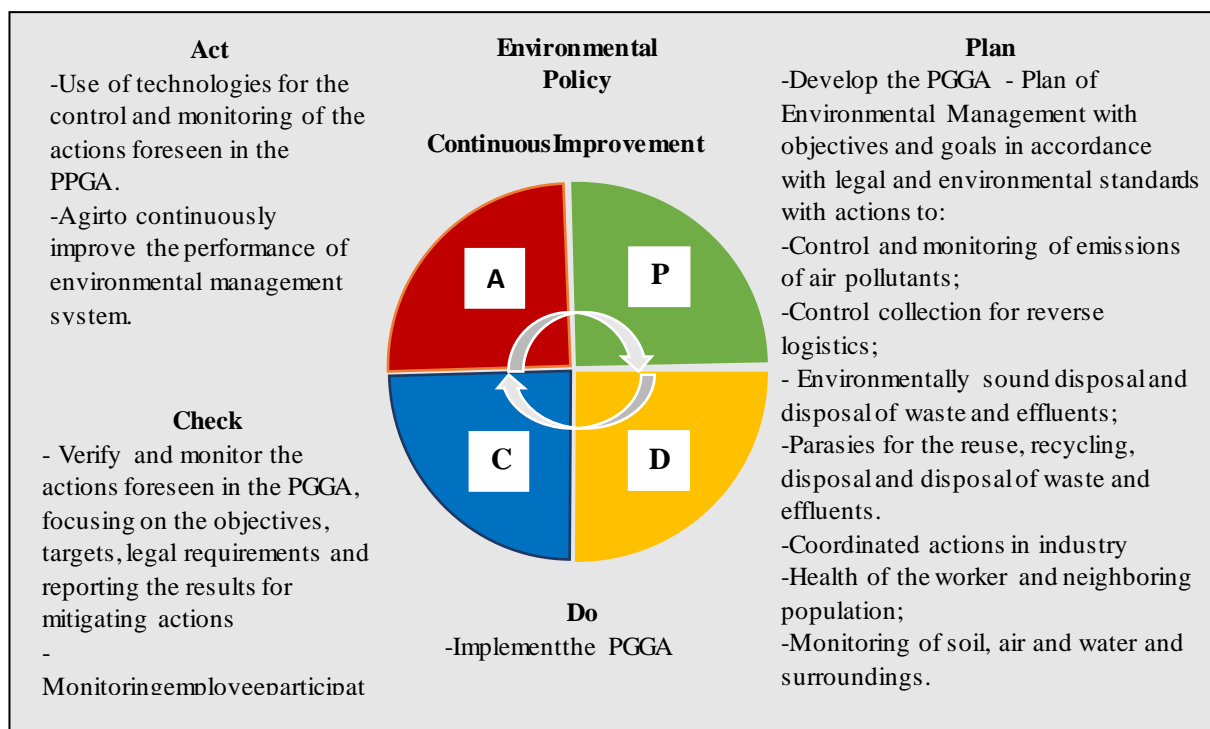 Act
-Use of technologies for the
control and monitoring of the
actions foreseen in the
PPGA.
-Agirto continuously
improve the performance of
environmental management
system.
Check
- Verify and monitor the
actions foreseen in the PGGA,
focusing on the objectives,
targets, legal requirements and
reporting the results for
mitigating actions
-
Monitoringemployeeparticipat
Environmental
Policy
ContinuousImprovement
A
P
C
D
Do
-Implementthe PGGA
Plan
-Develop the PGGA - Plan of
Environmental Management with
objectives and goals in accordance
with legal and environmental standards
with actions to:
-Control and monitoring of emissions
of air pollutants;
-Control collection for reverse
logistics;
- Environmentally sound disposal and
disposal of waste and effluents;
-Parasies for the reuse, recycling,
disposal and disposal of waste and
effluents.
-Coordinated actions in industry
-Health of the worker and neighboring
population;
-Monitoring of soil, air and water and
surroundings.